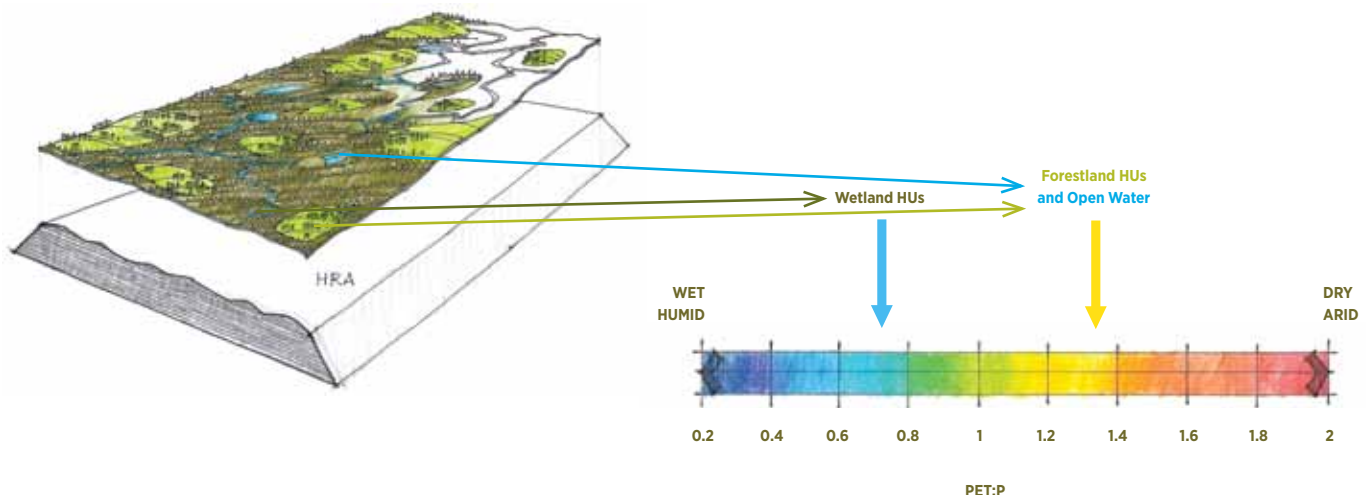 HRA
Wetland HUs
Forestland HUs
and Open Water
WET
HUMID
DRY
ARID
0.2 0.4 0.6 0.8 1 1.2 1.4 1.6 1.8 2
PET:P